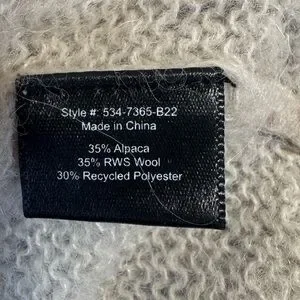 Style #: 534-7365-B22
Made in China
35% Alpaca
35% RWS Wool
30% Recycled Polyester